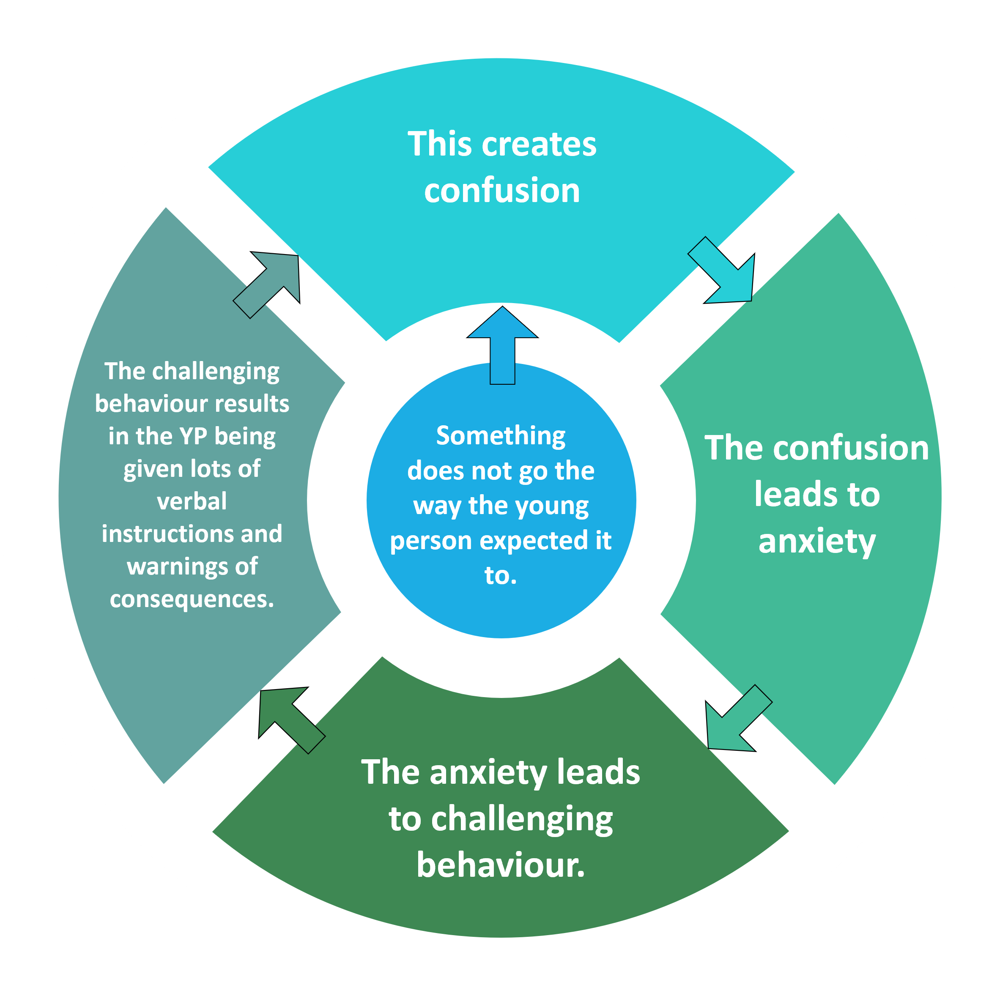 This creates
confusion
The confusion
leads to
anxiety
The anxiety leads
to challenging
behaviour.
The challenging
behaviour results
in the YP being
given lots of
verbal
instructions and
warnings of
consequences.
Something
does not go the
way the young
person expected it
to.